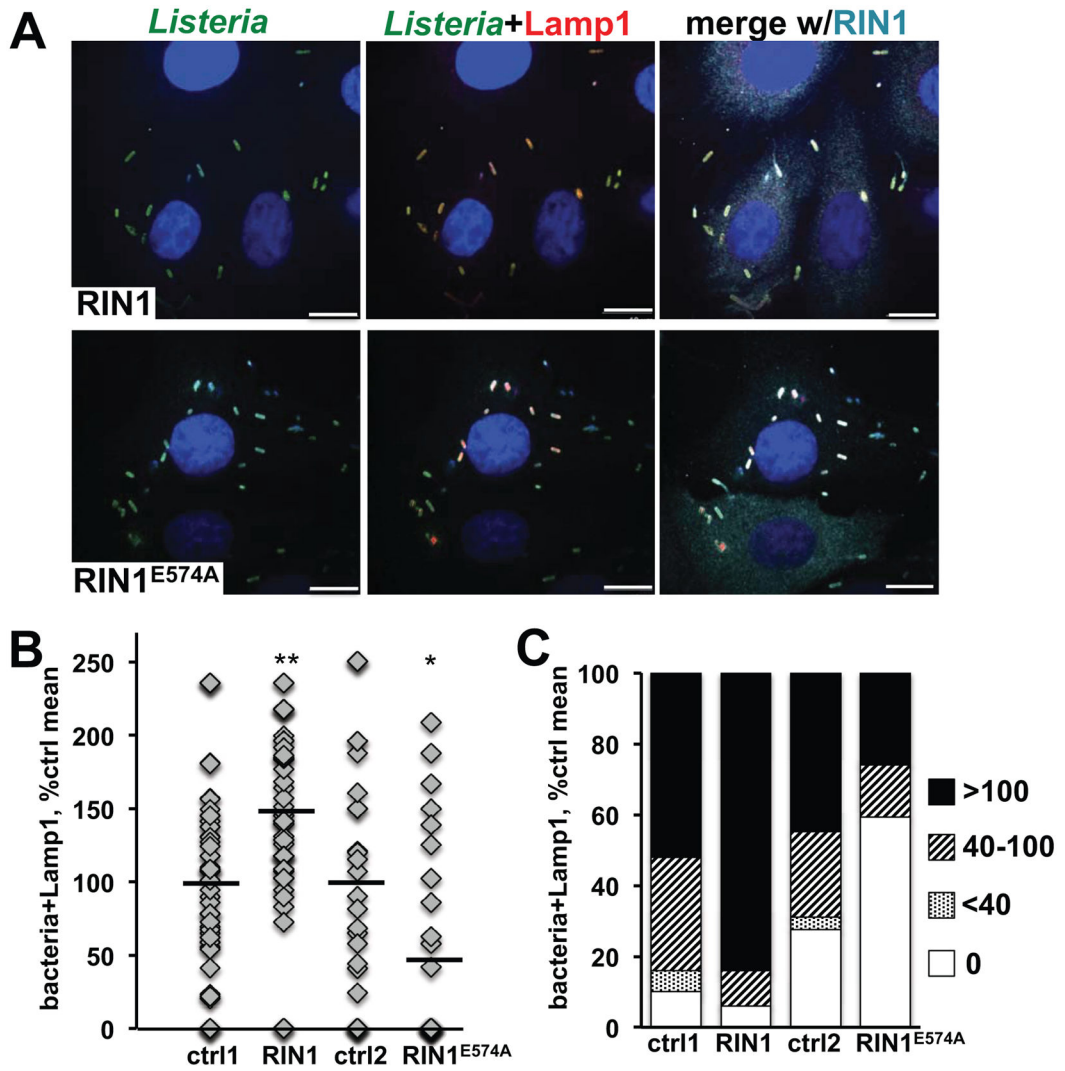 A
Listeria
Listeria+Lamp1
merge w/RIN1
RIN1
RIN1E574A
B
bacteria+Lamp1, %ctrl mean
250
200
150
100
50
0
** *
ctrl1 RIN1 ctrl2 RIN1E574A
C
bacteria+Lamp1, %ctrl mean
100
80
60
40
20
0
ctrl1 RIN1 ctrl2 RIN1E574A
>100
40-100
<40
0